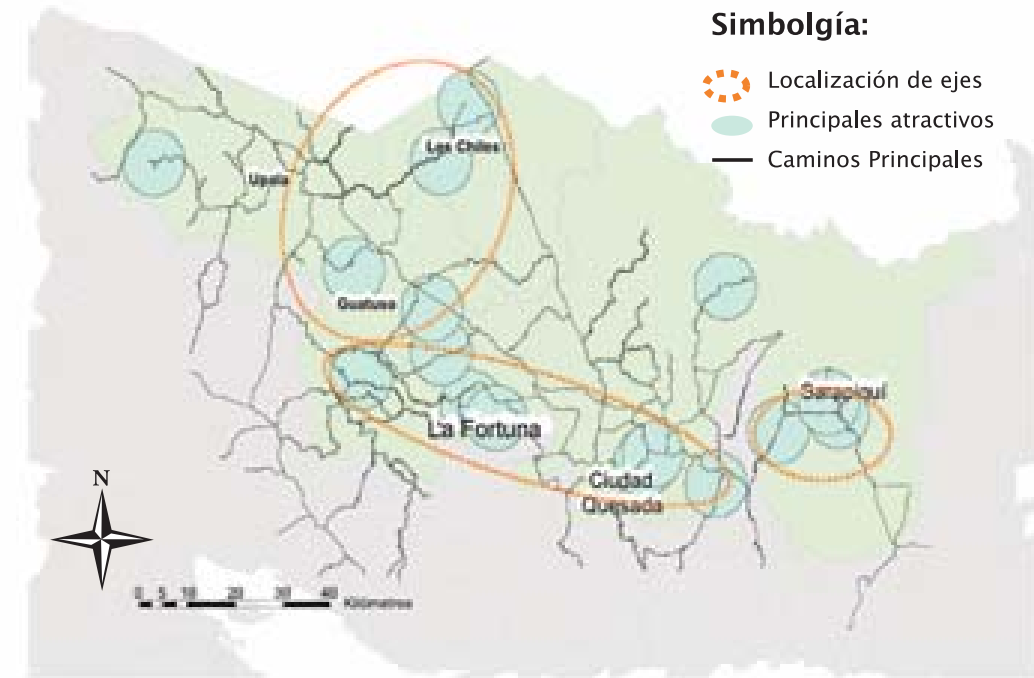 Simbolgía:
Localización de ejes
Principales atractivos
Caminos Principales
Los Chiles
Upala
Guatuso
Sarapiquí
La Fortuna
Ciudad
Quesada
N
0 5 10 20 30 40
Kilómetros